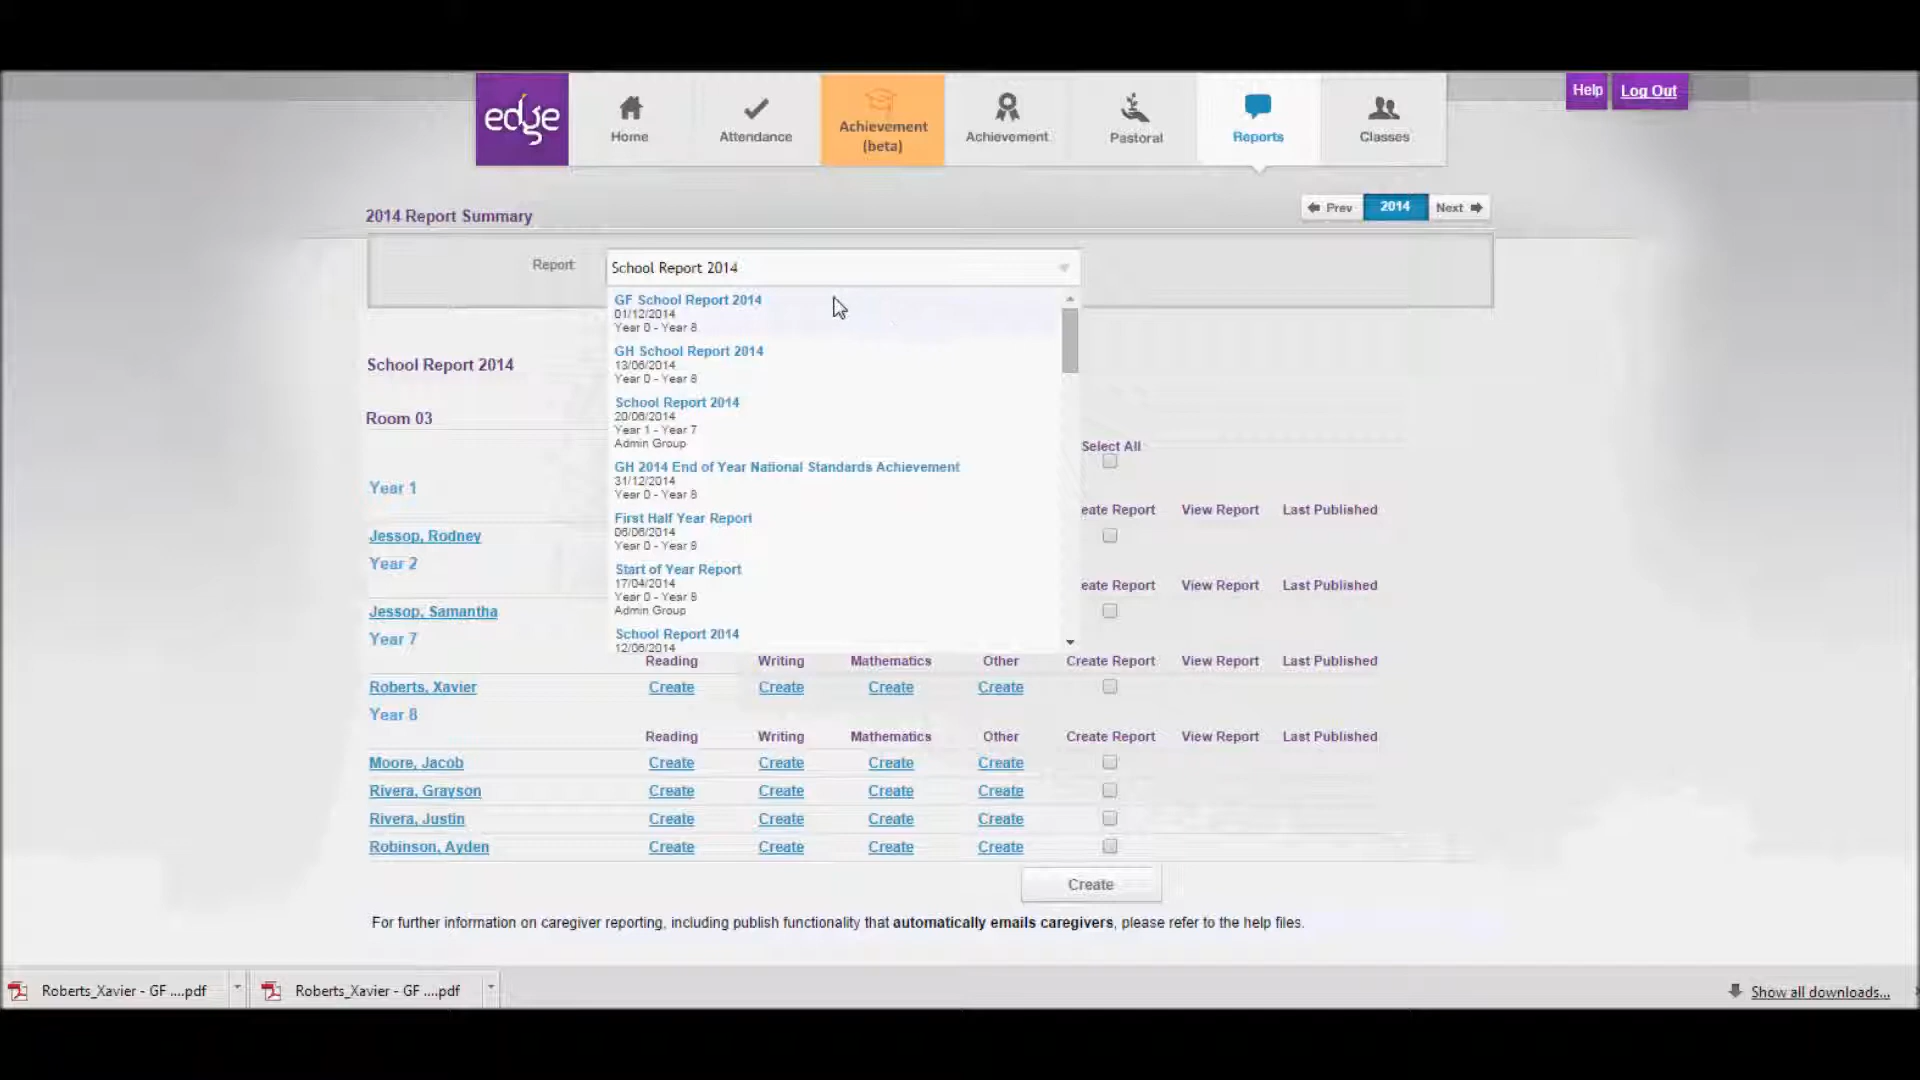 edge
Home
Attendance
Achievement
(beta)
Achievement
Pastoral
Reports
Classes
Help
Log Out
2014 Report Summary
Prev
2014
Next
Report
School Report 2014
GF School Report 2014
01/12/2014
Year 0 - Year 8
GH School Report 2014
13/06/2014
Year 0 - Year 8
School Report 2014
20/06/2014
Year 1 - Year 7
Admin Group
GH 2014 End of Year National Standards Achievement
31/12/2014
Year 0 - Year 8
First Half Year Report
06/06/2014
Year 0 - Year 8
Start of Year Report
17/04/2014
Year 0 - Year 8
Admin Group
School Report 2014
12/06/2014
School Report 2014
Room 03
Select All
Year 1
eate Report View Report Last Published
Jessop, Rodney
Year 2
eate Report View Report Last Published
Jessop, Samantha
Year 7
Reading Writing Mathematics Other Create Report View Report Last Published
Roberts, Xavier Create Create Create Create
Year 8
Reading Writing Mathematics Other Create Report View Report Last Published
Moore, Jacob Create Create Create Create
Rivera, Grayson Create Create Create Create
Rivera, Justin Create Create Create Create
Robinson, Ayden Create Create Create Create
Create
For further information on caregiver reporting, including publish functionality that automatically emails caregivers, please refer to the help files.
Roberts_Xavier - GF ....pdf
Roberts_Xavier - GF ....pdf
Show all downloads...